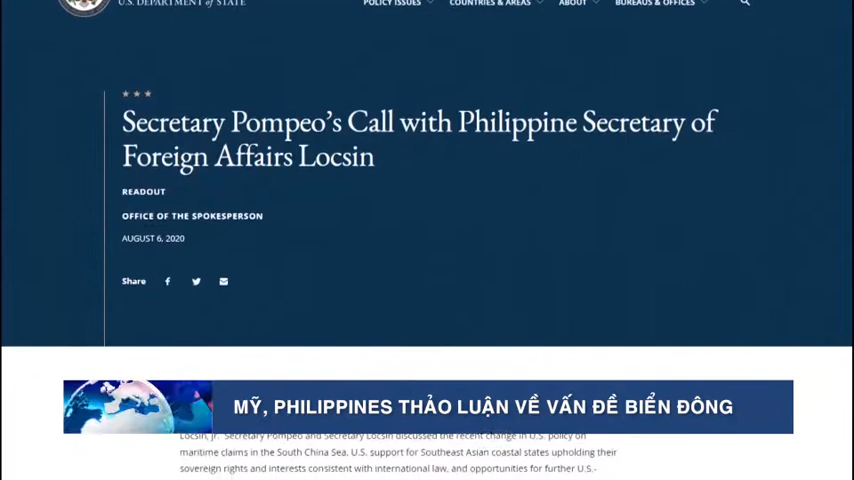 U.S. DEPARTMENT of STATE
POLICY ISSUES COUNTRIES & AREAS ABOUT BUREAUS & OFFICES
Secretary Pompeo's Call with Philippine Secretary of
Foreign Affairs Locsin
READOUT
OFFICE OF THE SPOKESPERSON
AUGUST 6, 2020
Share
MỸ, PHILIPPINES THẢO LUẬN VỀ VẤN ĐỀ BIỂN ĐÔNG
Locsin, Jr. Secretary Pompeo and Secretary Locsin discussed the recent change in U.S. policy on
maritime claims in the South China Sea, U.S. support for Southeast Asian coastal states upholding their
sovereign rights and interests consistent with international law, and opportunities for further U.S.-